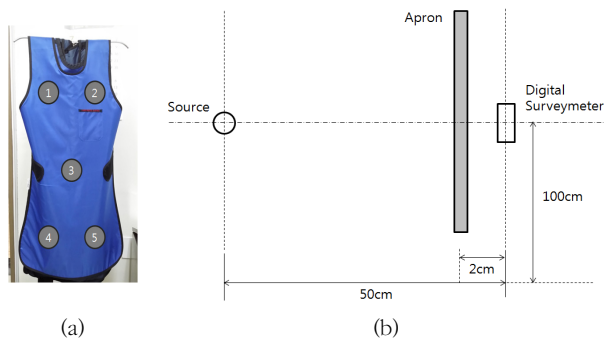 1
2
3
4
5
(a)
Apron
Source
Digital
Surveymeter
100cm
2cm
50cm
(b)